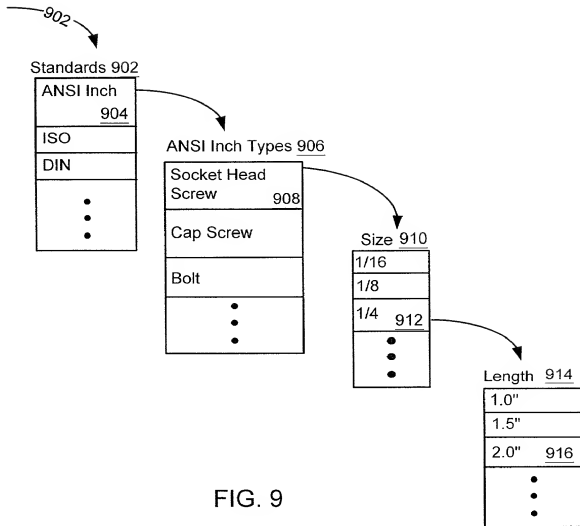 902
Standards 902
ANSI Inch
904
ISO
DIN
ANSI Inch Types 906
Socket Head
Screw 908
Cap Screw
Bolt
Size 910
1/16
1/8
1/4 912
Length 914
1.0"
1.5"
2.0" 916
FIG. 9